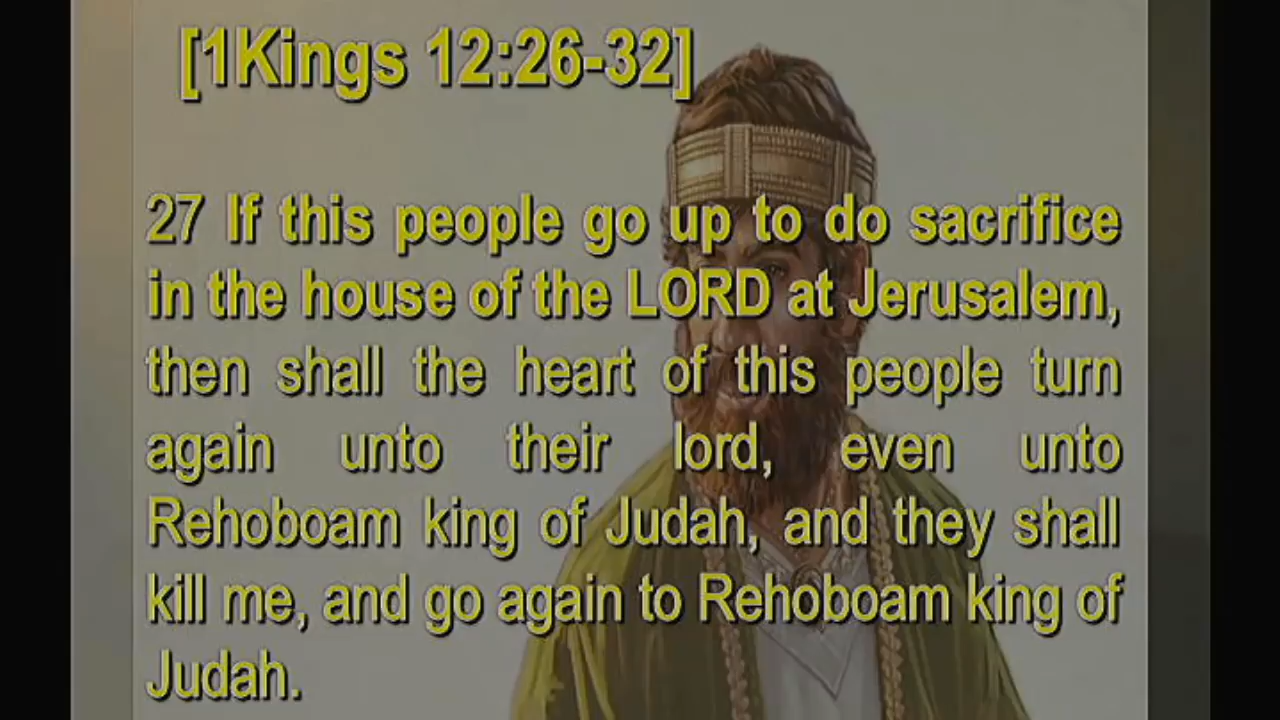 [1Kings 12:26-32]
27 If this people go up to do sacrifice
in the house of the LORD at Jerusalem,
then shall the heart of this people turn
again unto their lord, even unto
Rehoboam king of Judah, and they shall
kill me, and go again to Rehoboam king of
Judah.